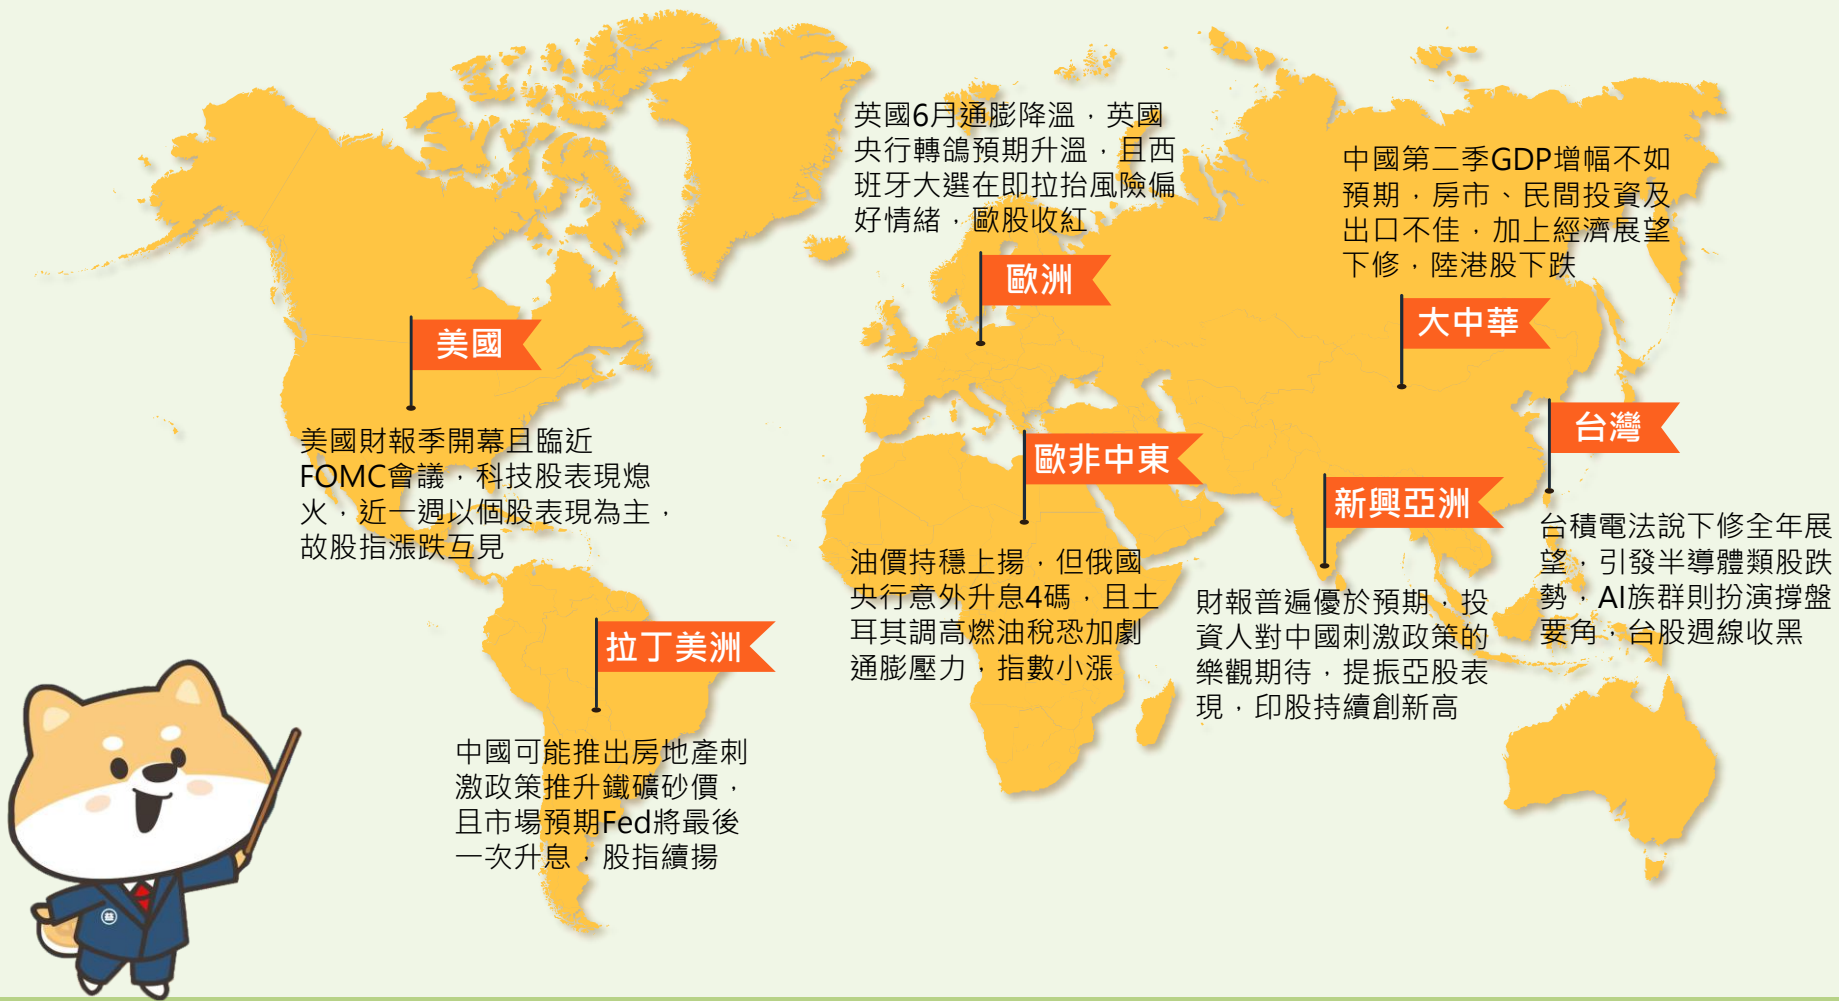 英國6月通膨降溫，英國
央行轉鴿預期升溫，且西
班牙大選在即拉抬風險偏
好情緒，歐股收紅
歐洲
中國第二季GDP增幅不如
預期，房市、民間投資及
出口不佳，加上經濟展望
下修，陸港股下跌
大中華
美國
美國財報季開幕且臨近
FOMC會議，科技股表現熄
火，近一週以個股表現為主，
故股指漲跌互見
歐非中東
油價持穩上揚，但俄國
央行意外升息4碼，且土
耳其調高燃油稅恐加劇
通膨壓力，指數小漲
新興亞洲
財報普遍優於預期，投
資人對中國刺激政策的
樂觀期待，提振亞股表
現，印股持續創新高
台灣
台積電法說下修全年展
望，引發半導體類股跌
勢，AI族群則扮演撐盤
要角，台股週線收黑
拉丁美洲
中國可能推出房地產刺
激政策推升鐵礦砂價，
且市場預期Fed將最後
一次升息，股指續揚